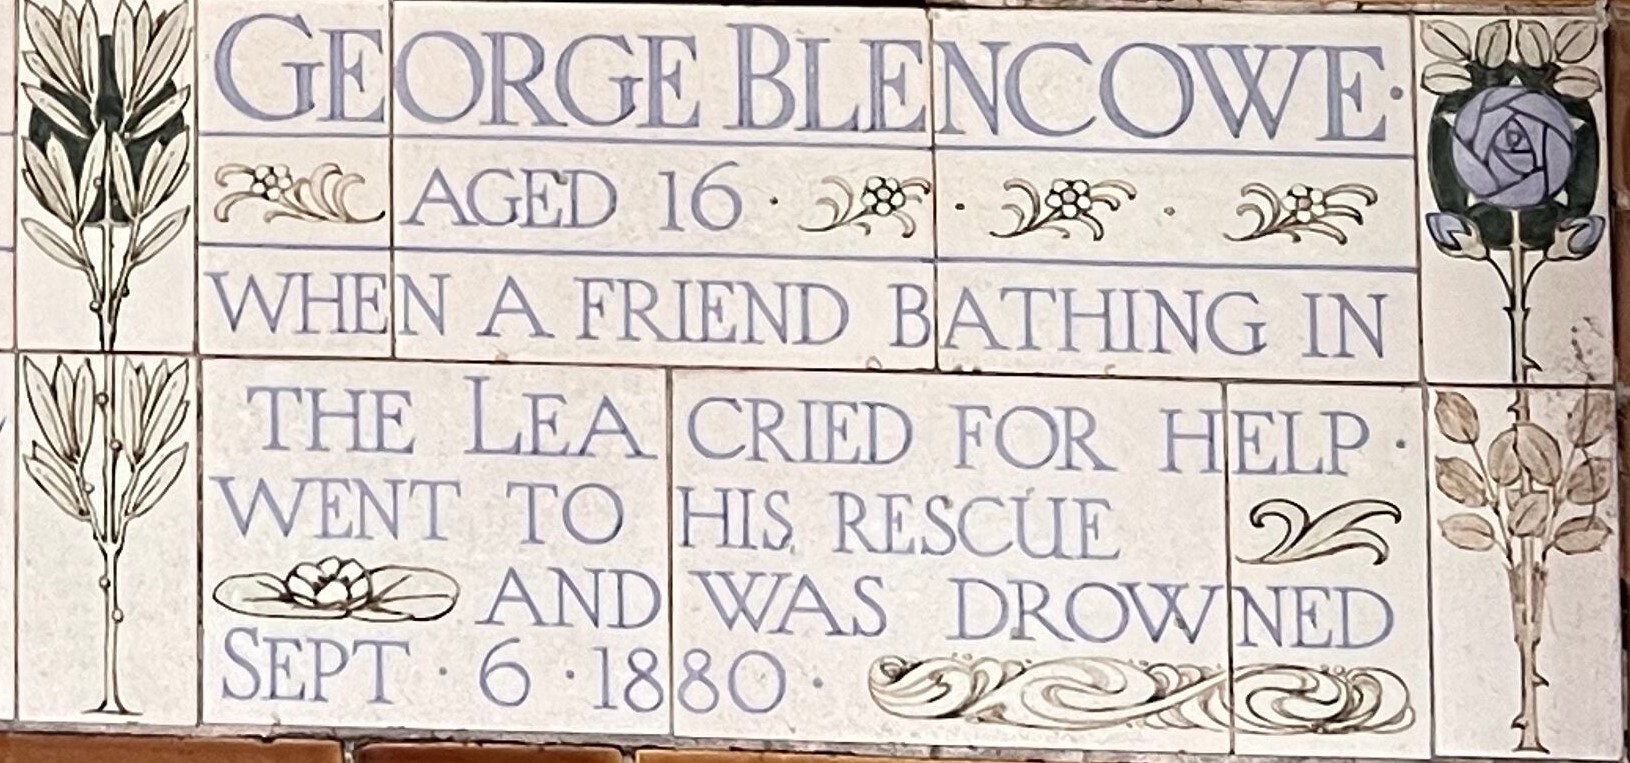 GEORGE BLENCOWE ·
AGED 16 · · ·
WHEN A FRIEND BATHING IN
THE LEA CRIED FOR HELP ·
WENT TO HIS RESCUE
AND WAS DROWNED
SEPT · 6 · 1880 ·